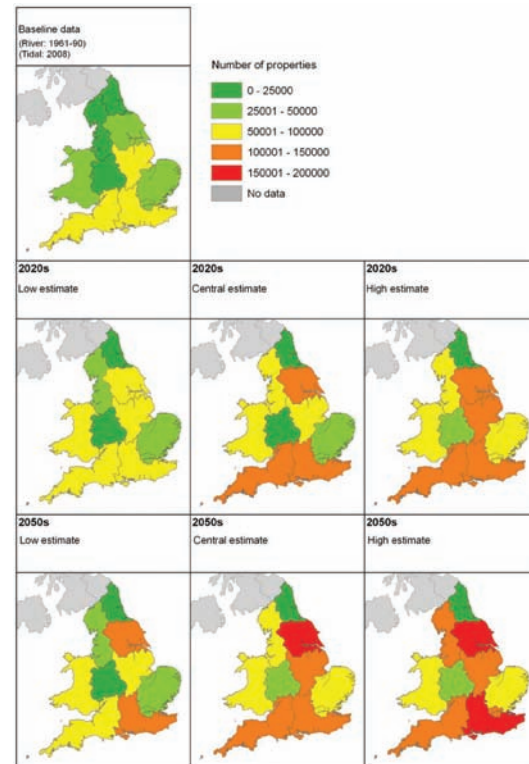 Baseline data
(River: 1961-90)
(Tidal: 2008)
Number of properties
0 - 25000
25001 - 50000
50001 - 100000
100001 - 150000
150001 - 200000
No data
2020s
Low estimate
2020s
Central estimate
2020s
High estimate
2050s
Low estimate
2050s
Central estimate
2050s
High estimate